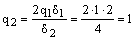 q₂ = 2q₁δ₁/δ₂ = 2·1·2/4 = 1